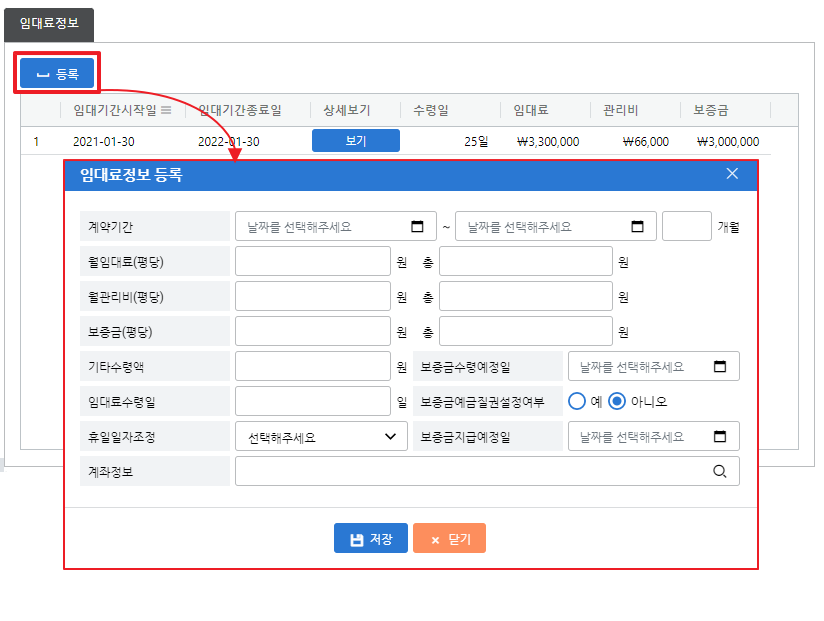 임대료정보
등록
임대기간시작일 임대기간종료일 상세보기 수령일 임대료 관리비 보증금
1 2021-01-30 2022-01-30 보기 25일 ₩3,300,000 ₩66,000 ₩3,000,000
임대료정보 등록
계약기간 날짜를 선택해주세요 ~ 날짜를 선택해주세요 개월
월임대료(평당) 원 총 원
월관리비(평당) 원 총 원
보증금(평당) 원 총 원
기타수령액 원 보증금수령예정일 날짜를 선택해주세요
임대료수령일 일 보증금예금질권설정여부 예 아니오
휴일일자조정 선택해주세요 보증금지급예정일 날짜를 선택해주세요
계좌정보
저장 닫기